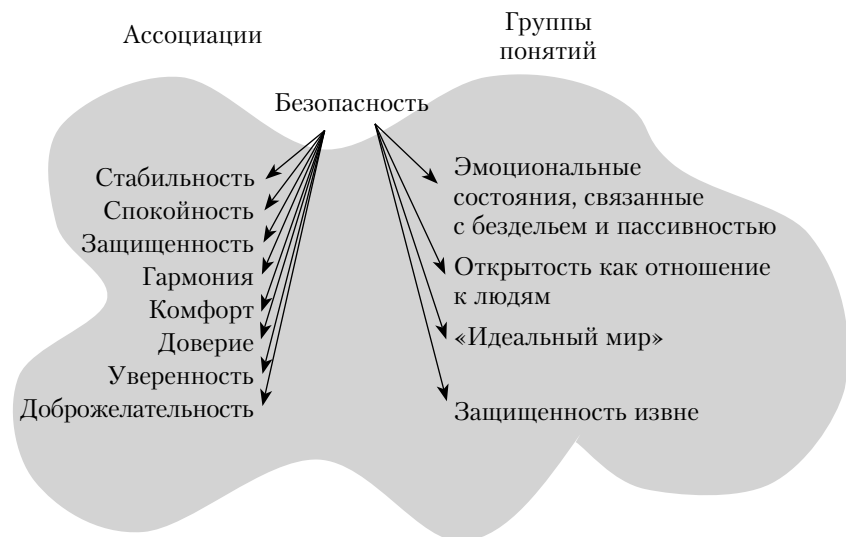 Ассоциации
Группы
понятий
Безопасность
Стабильность
Спокойность
Защищенность
Гармония
Комфорт
Доверие
Уверенность
Доброжелательность
Эмоциональные
состояния, связанные
с бездельем и пассивностью
Открытость как отношение
к людям
«Идеальный мир»
Защищенность извне